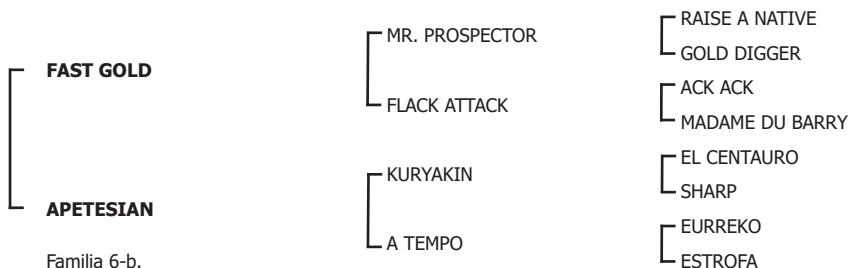 RAISE A NATIVE
MR. PROSPECTOR
GOLD DIGGER
FAST GOLD
ACK ACK
FLACK ATTACK
MADAME DU BARRY
EL CENTAURO
KURYAKIN
SHARP
APETESIAN
EURREKO
A TEMPO
Familia 6-b.
ESTROFA